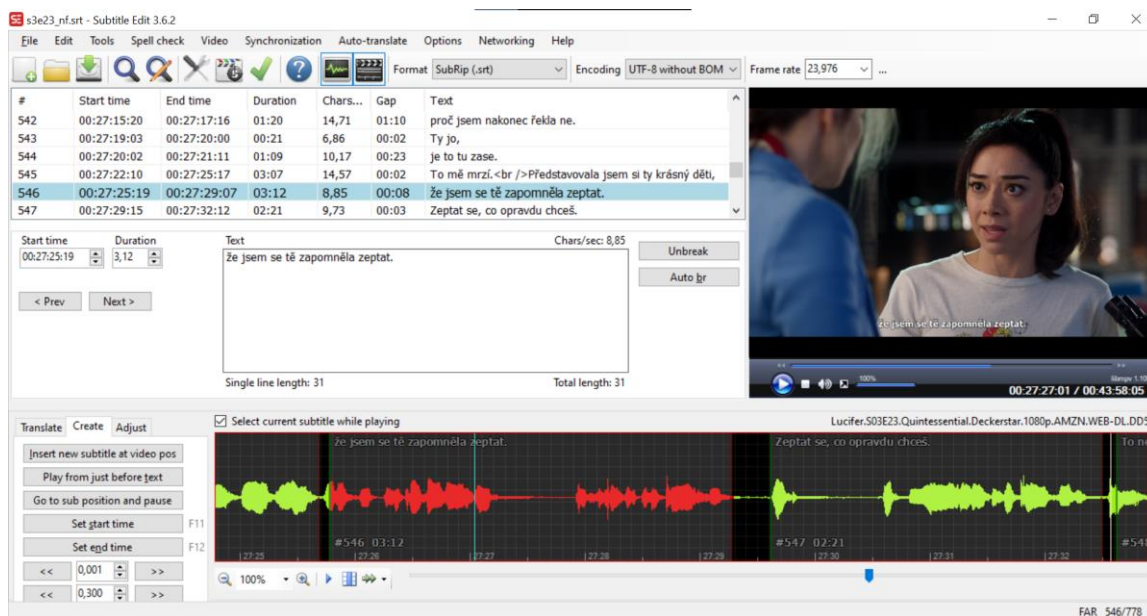 s3e23_nf.srt - Subtitle Edit 3.6.2
File Edit Tools Spell check Video Synchronization Auto-translate Options Networking Help
Format SubRip (.srt) Encoding UTF-8 without BOM Frame rate 23,976 ...
# Start time End time Duration Chars... Gap Text
542 00:27:15:20 00:27:17:16 01:20 14,71 01:10 proč jsem nakonec řekla ne.
543 00:27:19:03 00:27:20:00 00:21 6,86 00:02 Ty jo,
544 00:27:20:02 00:27:21:11 01:09 10,17 00:23 je to tu zase.
545 00:27:22:10 00:27:25:17 03:07 14,57 00:02 To mě mrzí.<br />Představovala jsem si ty krásný děti,
546 00:27:25:19 00:27:29:07 03:12 8,85 00:08 že jsem se tě zapomněla zeptat.
547 00:27:29:15 00:27:32:12 02:21 9,73 00:03 Zeptat se, co opravdu chceš.
Start time Duration Text Chars/sec: 8,85
00:27:25:19 3,12 že jsem se tě zapomněla zeptat.
Unbreak
Auto br
< Prev Next >
Single line length: 31 Total length: 31
že jsem se tě zapomněla zeptat.
<< >>
100%
00:27:27:01 / 00:43:58:05
Translate Create Adjust
Select current subtitle while playing Lucifer.S03E23.Quintessential.Deckerstar.1080p.AMZN.WEB-DL.DD5
Insert new subtitle at video pos
Play from just before text
Go to sub position and pause
Set start time F11
Set end time F12
<< 0,001 >>
<< 0,300 >>
že jsem se tě zapomněla zeptat. Zeptat se, co opravdu chceš. To
#546 03:12 #547 02:21 #548
27:25 27:26 27:27 27:28 27:29 27:30 27:31 27:32
100%
FAR 546/778